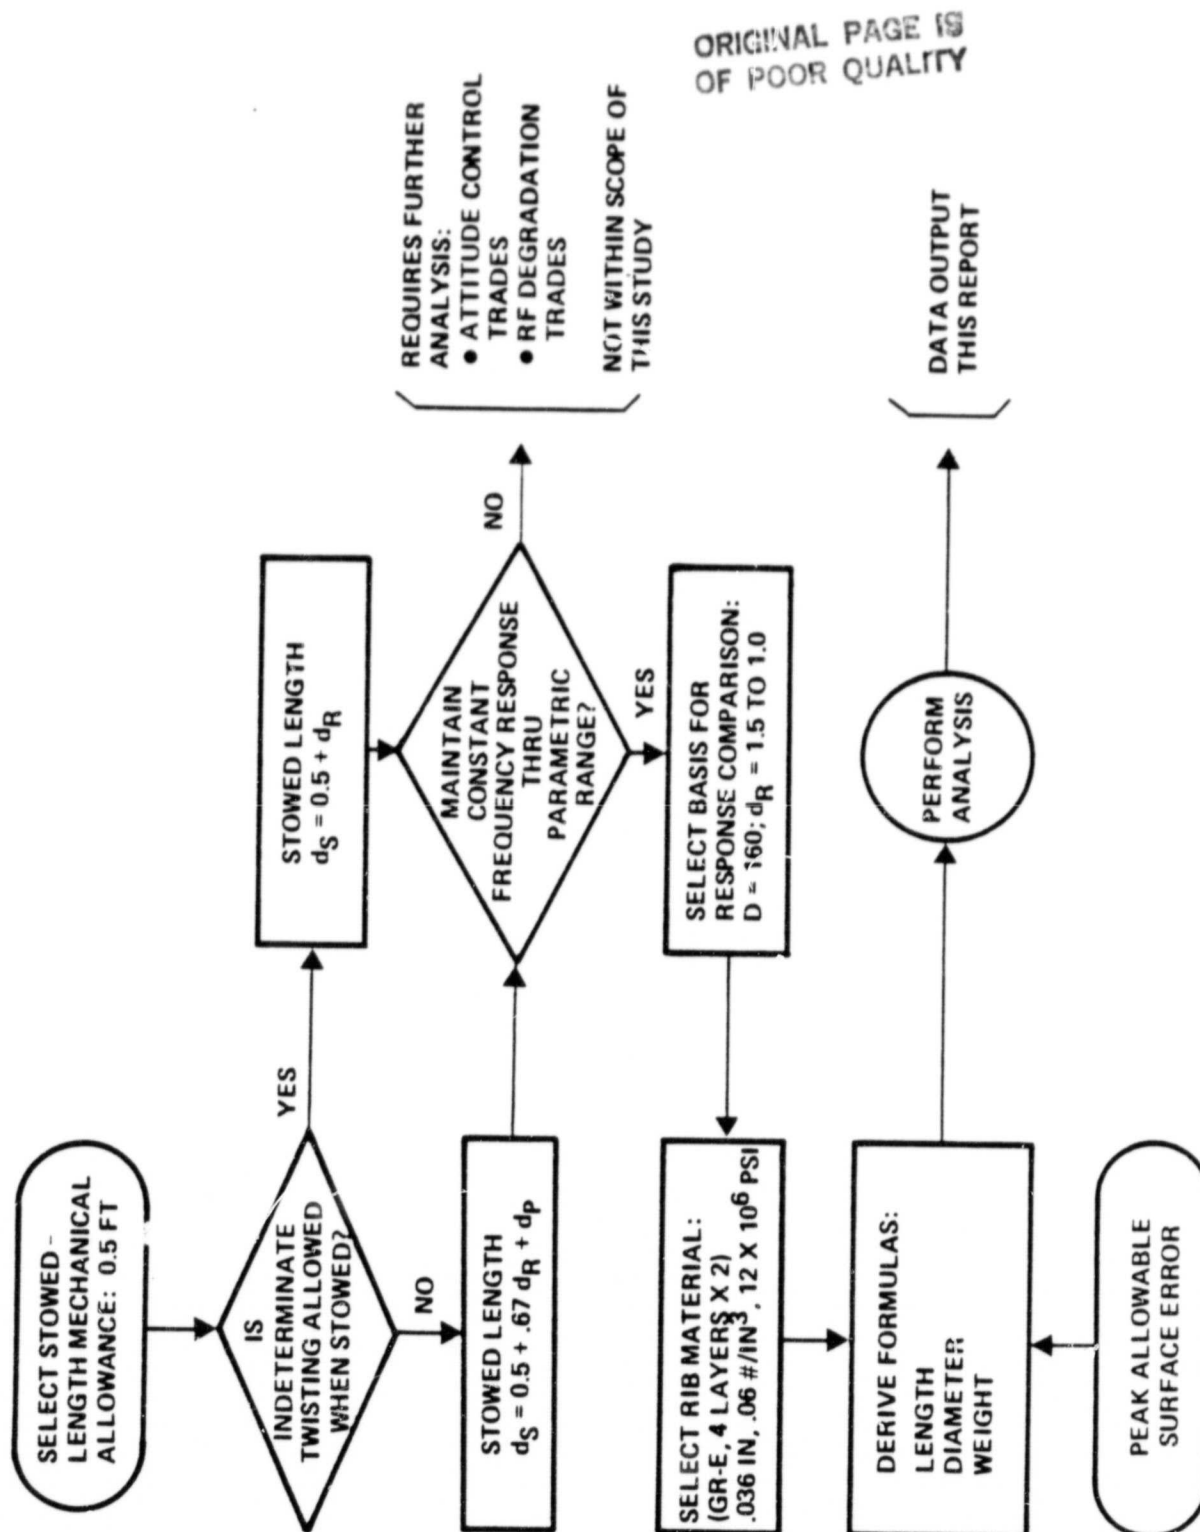 ORIGINAL PAGE IS
OF POOR QUALITY
SELECT STOWED-
LENGTH MECHANICAL
ALLOWANCE: 0.5 FT
IS
INDETERMINATE
TWISTING ALLOWED
WHEN STOWED?
YES
NO
STOWED LENGTH
dS = 0.5 + dR
STOWED LENGTH
dS = 0.5 + .67 dR + dP
MAINTAIN
CONSTANT
FREQUENCY RESPONSE
THRU
PARAMETRIC
RANGE?
NO
YES
REQUIRES FURTHER
ANALYSIS:
• ATTITUDE CONTROL
TRADES
• RF DEGRADATION
TRADES
NOT WITHIN SCOPE OF
THIS STUDY
SELECT BASIS FOR
RESPONSE COMPARISON:
D = 160; dR = 1.5 TO 1.0
SELECT RIB MATERIAL:
(GR-E, 4 LAYERS X 2)
.036 IN, .06 #/IN³, 12 X 10⁶ PSI
DERIVE FORMULAS:
LENGTH
DIAMETER
WEIGHT
PEAK ALLOWABLE
SURFACE ERROR
PERFORM
ANALYSIS
DATA OUTPUT
THIS REPORT